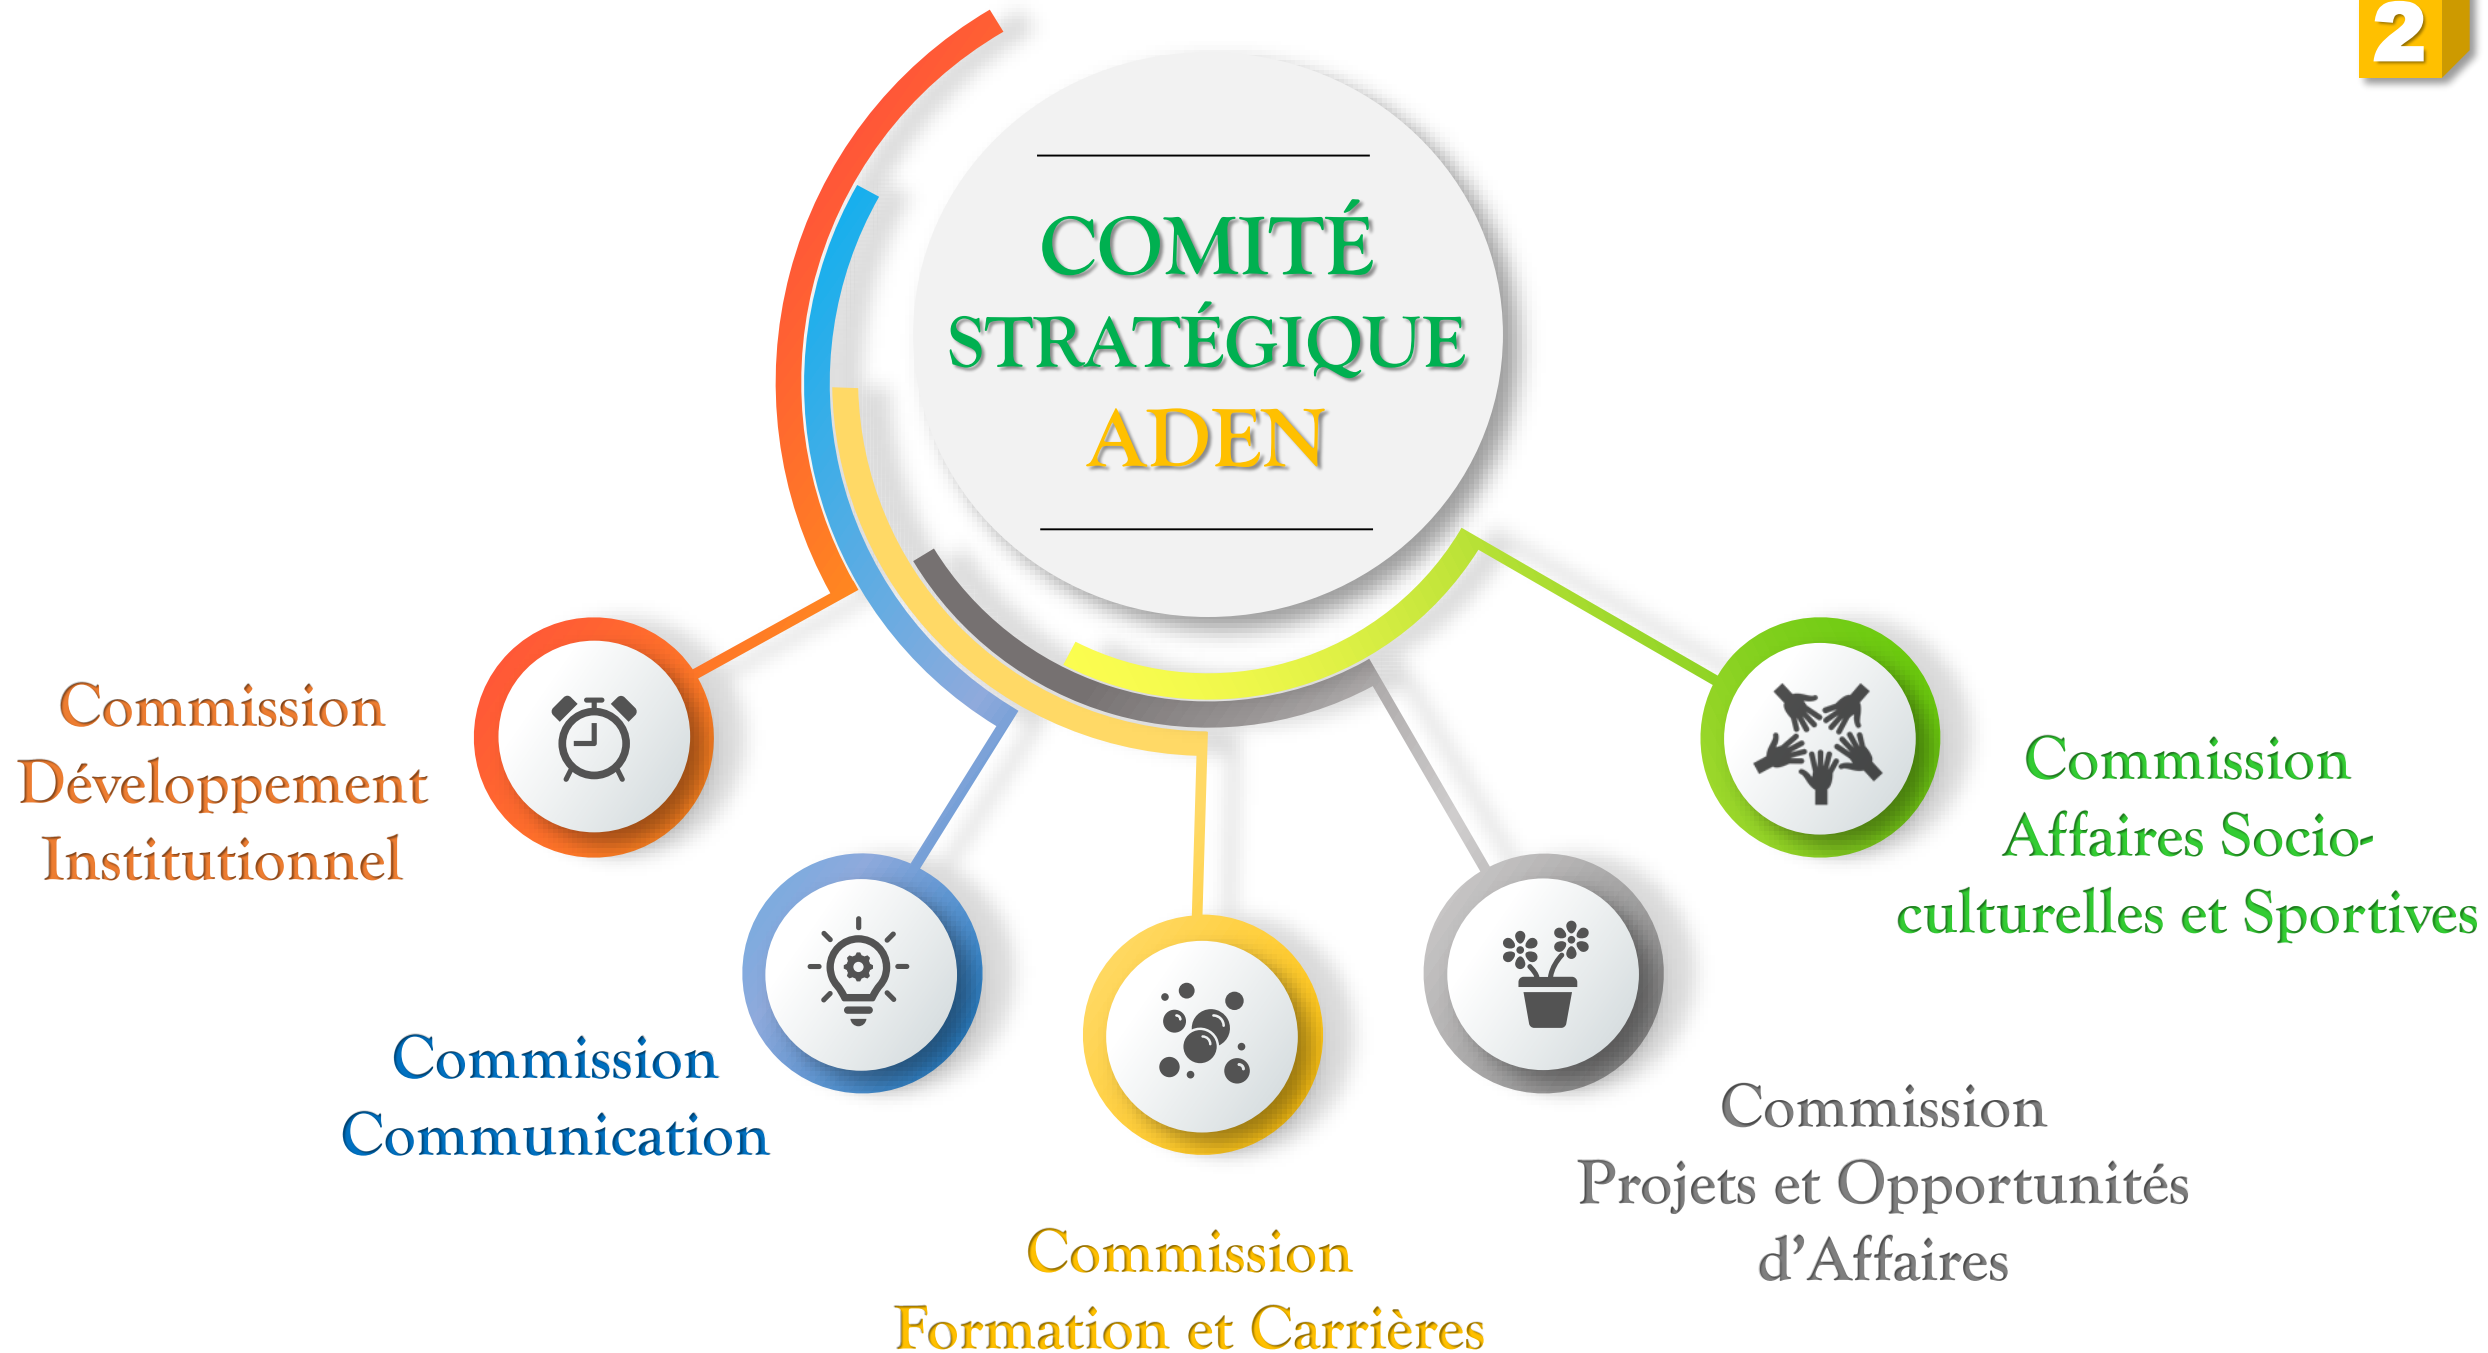 2
COMITÉ
STRATÉGIQUE
ADEN
Commission
Développement
Institutionnel
Commission
Communication
Commission
Formation et Carrières
Commission
Projets et Opportunités
d’Affaires
Commission
Affaires Socio-
culturelles et Sportives